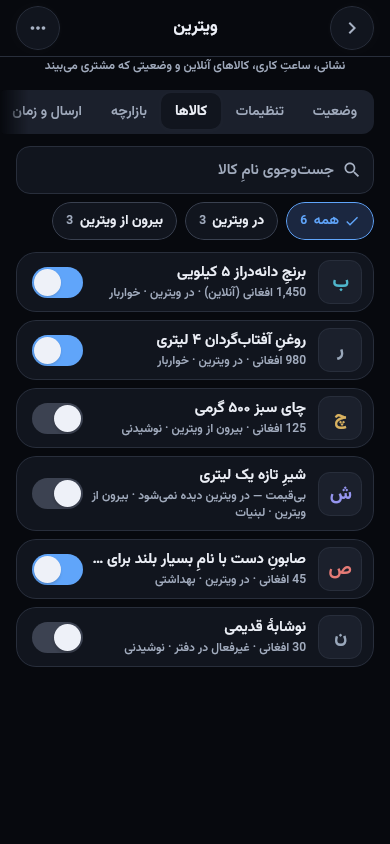 ویترین
نشانی، ساعتِ کاری، کالاهای آنلاین و وضعیتی که مشتری می‌بیند
وضعیت
تنظیمات
کالاها
بازارچه
ارسال و زمان
جست‌وجوی نامِ کالا
همه 6
در ویترین 3
بیرون از ویترین 3
ب
برنجِ دانه‌دراز ۵ کیلویی
1,450 افغانی (آنلاین) · در ویترین · خواربار
ر
روغنِ آفتاب‌گردان ۴ لیتری
980 افغانی · در ویترین · خواربار
چ
چای سبز ۵۰۰ گرمی
125 افغانی · بیرون از ویترین · نوشیدنی
ش
شیرِ تازه یک لیتری
بی‌قیمت — در ویترین دیده نمی‌شود · بیرون از
ویترین · لبنیات
ص
صابونِ دست با نامِ بسیار بلند برای ...
45 افغانی · در ویترین · بهداشتی
ن
نوشابهٔ قدیمی
30 افغانی · غیرفعال در دفتر · نوشیدنی